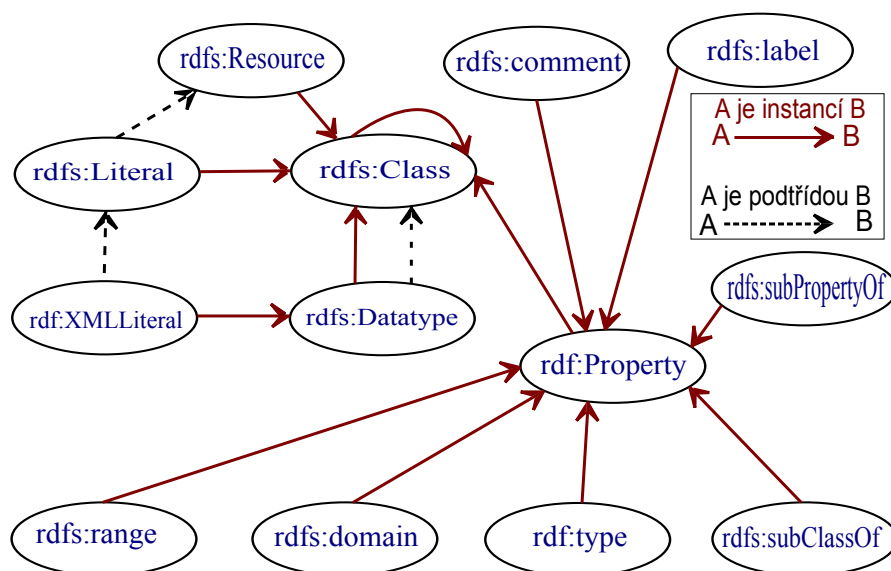 rdfs:Resource
rdfs:comment
rdfs:label
A je instancí B
A B
rdfs:Literal
rdfs:Class
A je podtřídou B
A B
rdfs:subPropertyOf
rdf:XMLLiteral
rdfs:Datatype
rdf:Property
rdfs:range
rdfs:domain
rdf:type
rdfs:subClassOf